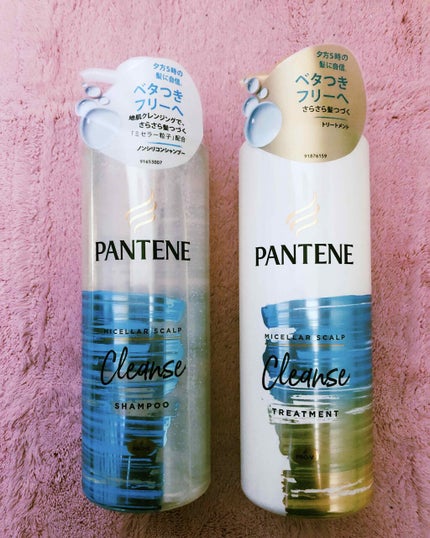 夕方5時の
髪に自信。
ベタつき
フリーへ
地肌クレンジングで、
さらさら髪つづく
「ミセラー粒子」配合
ノンシリコンシャンプー
91653807
PANTENE
MICELLAR SCALP
Cleanse
SHAMPOO
夕方5時の
髪に自信。
ベタつき
フリーへ
さらさら髪つづく
トリートメント
91876159
PANTENE
MICELLAR SCALP
Cleanse
TREATMENT